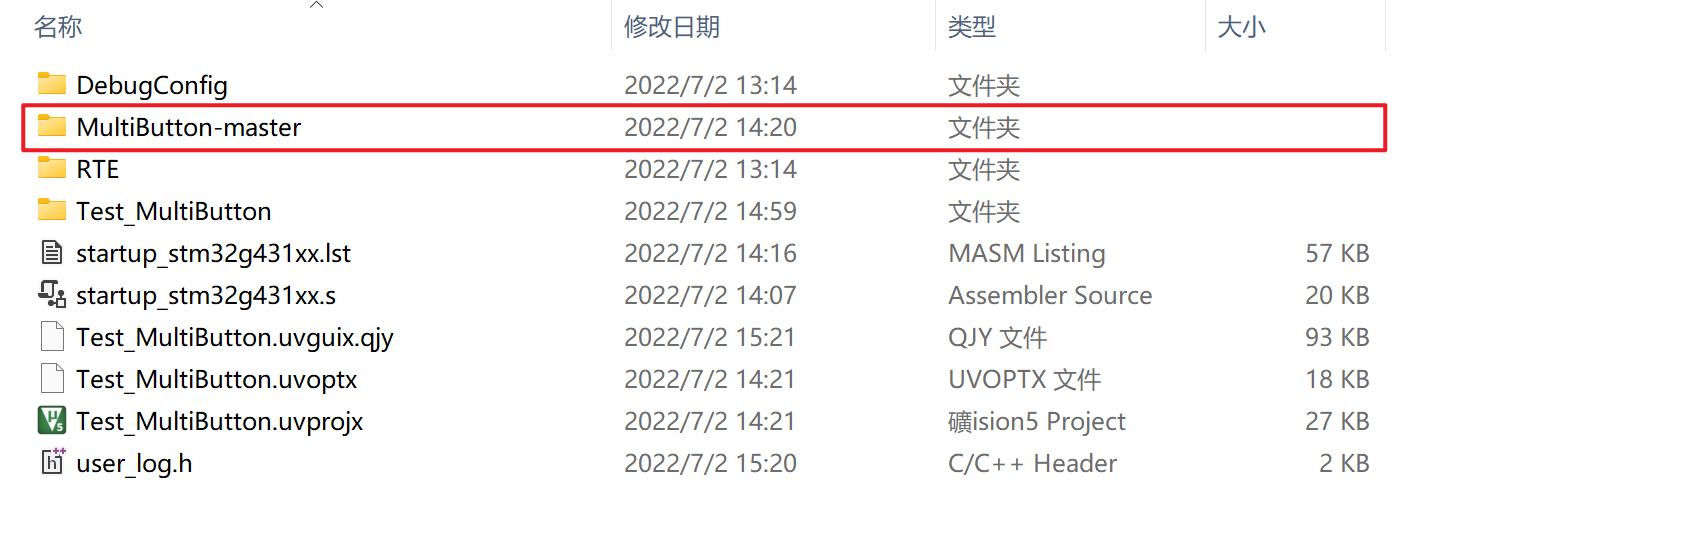 名称 修改日期 类型 大小
DebugConfig 2022/7/2 13:14 文件夹
MultiButton-master 2022/7/2 14:20 文件夹
RTE 2022/7/2 13:14 文件夹
Test_MultiButton 2022/7/2 14:59 文件夹
startup_stm32g431xx.lst 2022/7/2 14:16 MASM Listing 57 KB
startup_stm32g431xx.s 2022/7/2 14:07 Assembler Source 20 KB
Test_MultiButton.uvguix.qjy 2022/7/2 15:21 QJY 文件 93 KB
Test_MultiButton.uvoptx 2022/7/2 14:21 UVOPTX 文件 18 KB
Test_MultiButton.uvprojx 2022/7/2 14:21 礦ision5 Project 27 KB
user_log.h 2022/7/2 15:20 C/C++ Header 2 KB